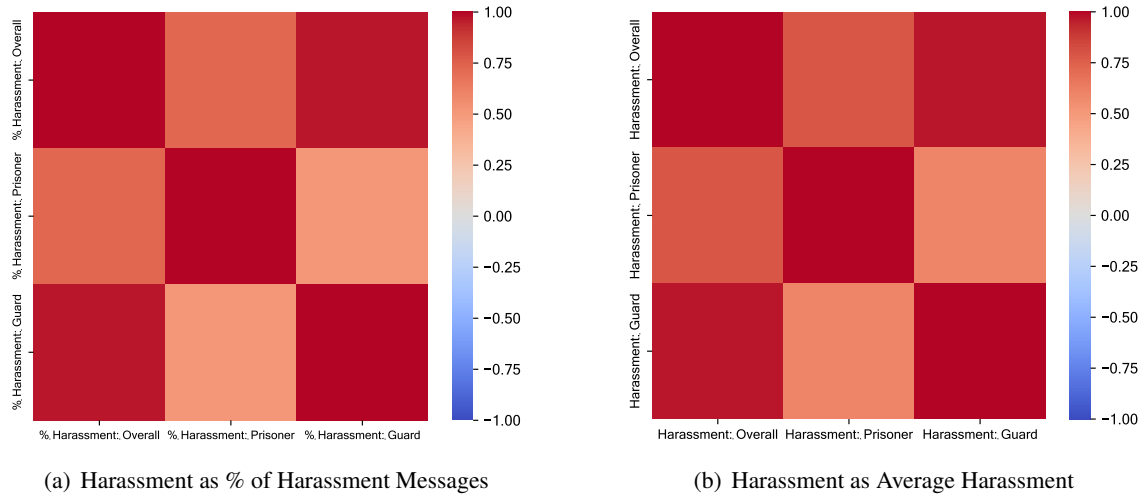 %. Harassment:. Overall
%. Harassment:. Prisoner
%. Harassment:. Guard
1.00
0.75
0.50
0.25
0.00
−0.25
−0.50
−0.75
−1.00
%. Harassment:. Overall %. Harassment:. Prisoner %. Harassment:. Guard
(a) Harassment as % of Harassment Messages
Harassment:. Overall
Harassment:. Prisoner
Harassment:. Guard
1.00
0.75
0.50
0.25
0.00
−0.25
−0.50
−0.75
−1.00
Harassment:. Overall Harassment:. Prisoner Harassment:. Guard
(b) Harassment as Average Harassment